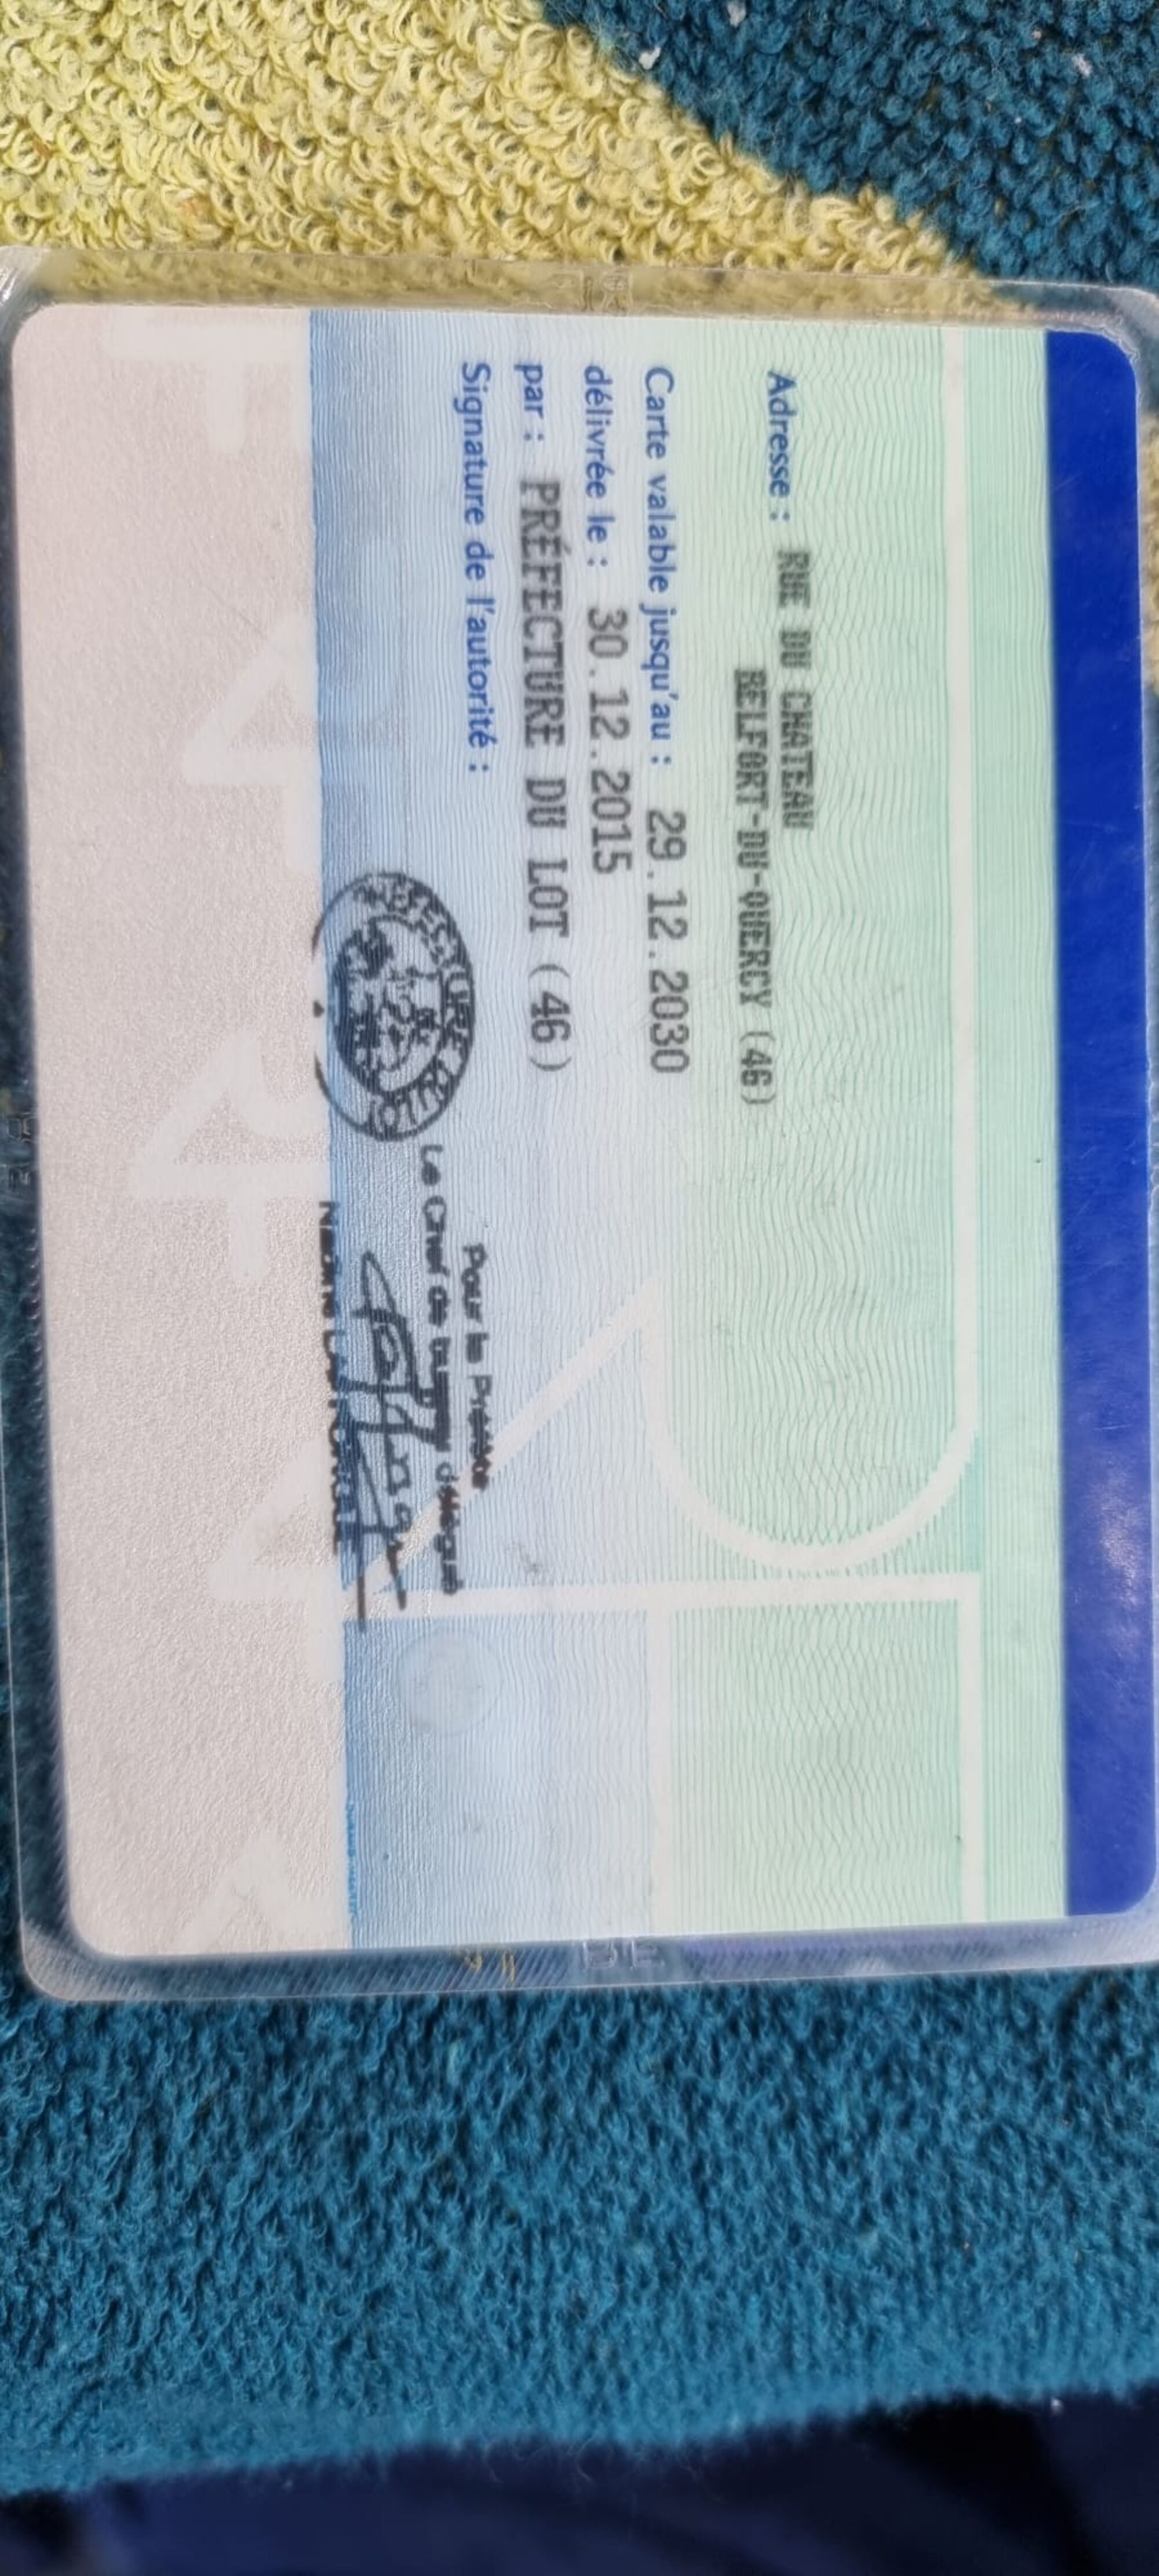 Adresse : RUE DU CHATEAU
BELFORT-DU-QUERCY (46)
Carte valable jusqu'au : 29.12.2030
délivrée le : 30.12.2015
par : PRÉFECTURE DU LOT (46)
Signature de l'autorité :
Pour le Préfet
Le Chef de délégué